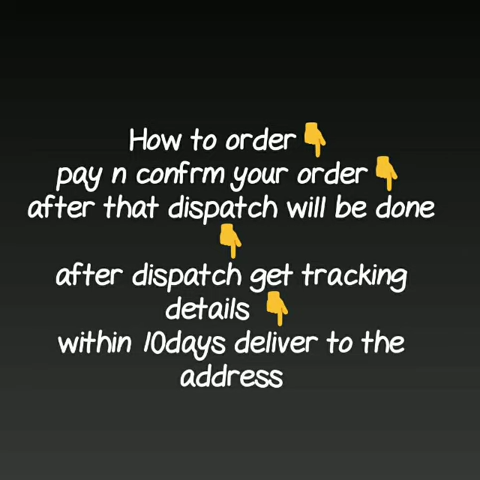 How to order👇
pay n confrm your order👇
after that dispatch will be done
👇
after dispatch get tracking
details 👇
within 10days deliver to the
address